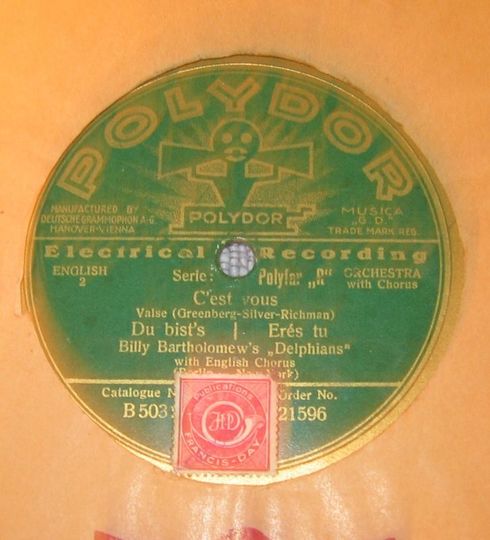 POLYDOR
POLYDOR
MANUFACTURED BY
DEUTSCHE GRAMMOPHON A-G
HANOVER-VIENNA
MUSICA
TRADE MARK REG.
Electrical Recording
ENGLISH
2
Serie: Polyfar „R"
ORCHESTRA
with Chorus
C'est vous
Valse (Greenberg-Silver-Richman)
Du bist's | Erés tu
Billy Bartholomew's „Delphians"
with English Chorus
Catalogue
Order No.
B503
21596
Publications
FRANCIS-DAY